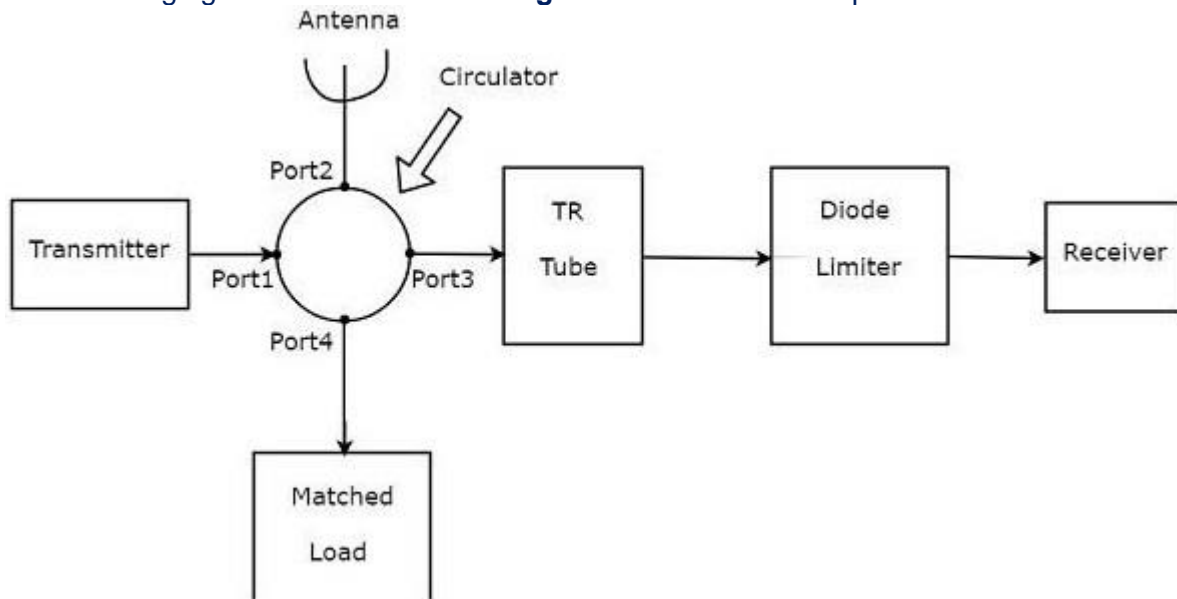 Antenna
Circulator
Port2
TR
Tube
Diode
Limiter
Transmitter
Port1
Port3
Receiver
Port4
Matched
Load